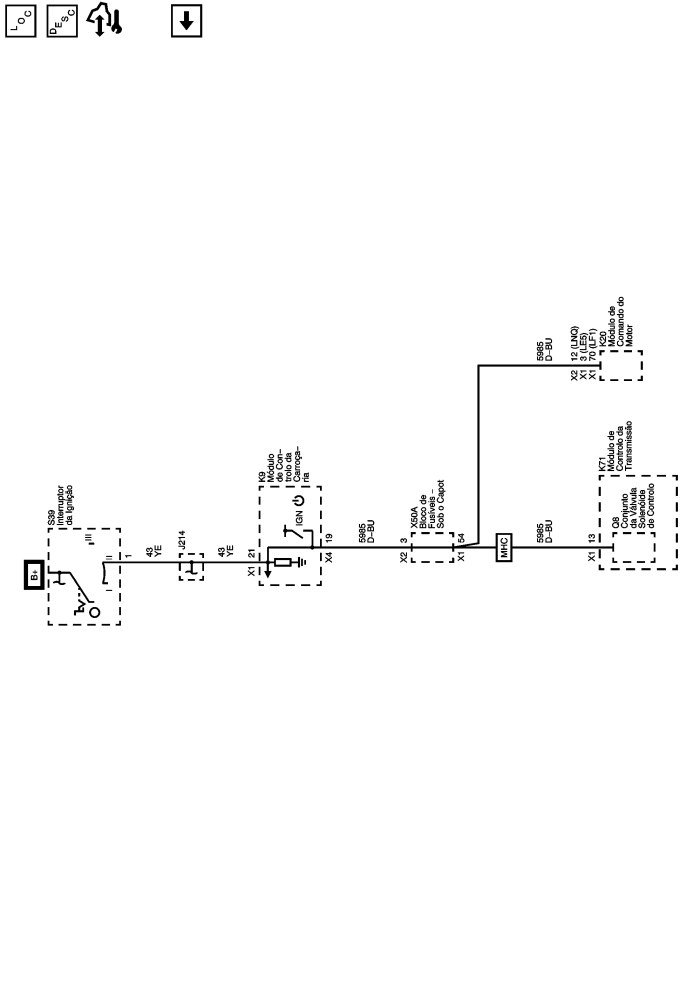 LOC
DESC
B+
S39
Interruptor
da Ignição
I
II
III
1
43
YE
J214
43
YE
X1 21
K9
Módulo
de Con–
trolo da
Carroça–
ria
IGN
X4 19
5985
D–BU
X2 3
X50A
Bloco de
Fusíveis –
Sob o Capot
X1 54
MHC
5985
D–BU
X1 13
K71
Módulo de
Controlo da
Transmissão
Q8
Conjunto
da Válvula
Solenóide
de Controlo
5985
D–BU
X2 12 (LNQ)
X1 3 (LE5)
X1 70 (LF1)
K20
Módulo de
Comando do
Motor